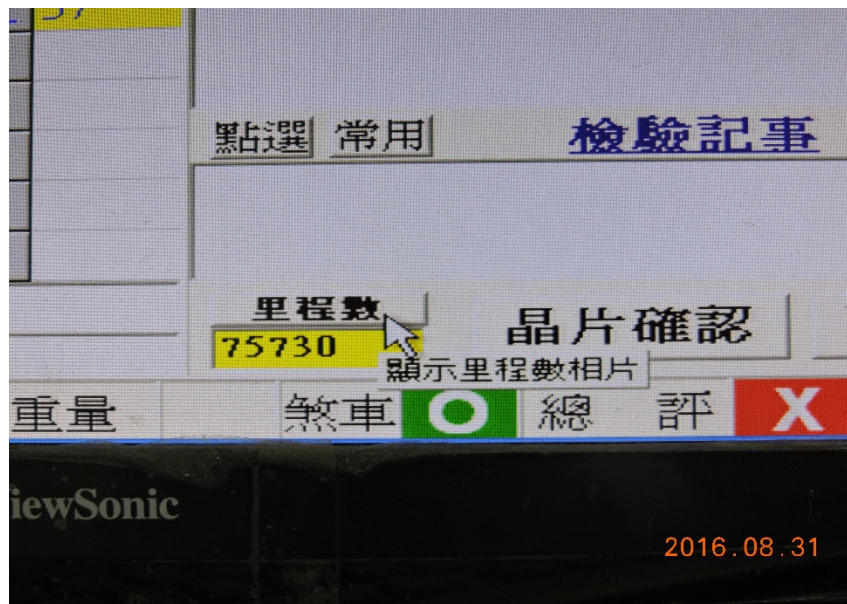 點選 常用 檢驗記事
里程數
75730
晶片確認
顯示里程數相片
重量 煞車 O 總評 X
iewSonic
2016.08.31